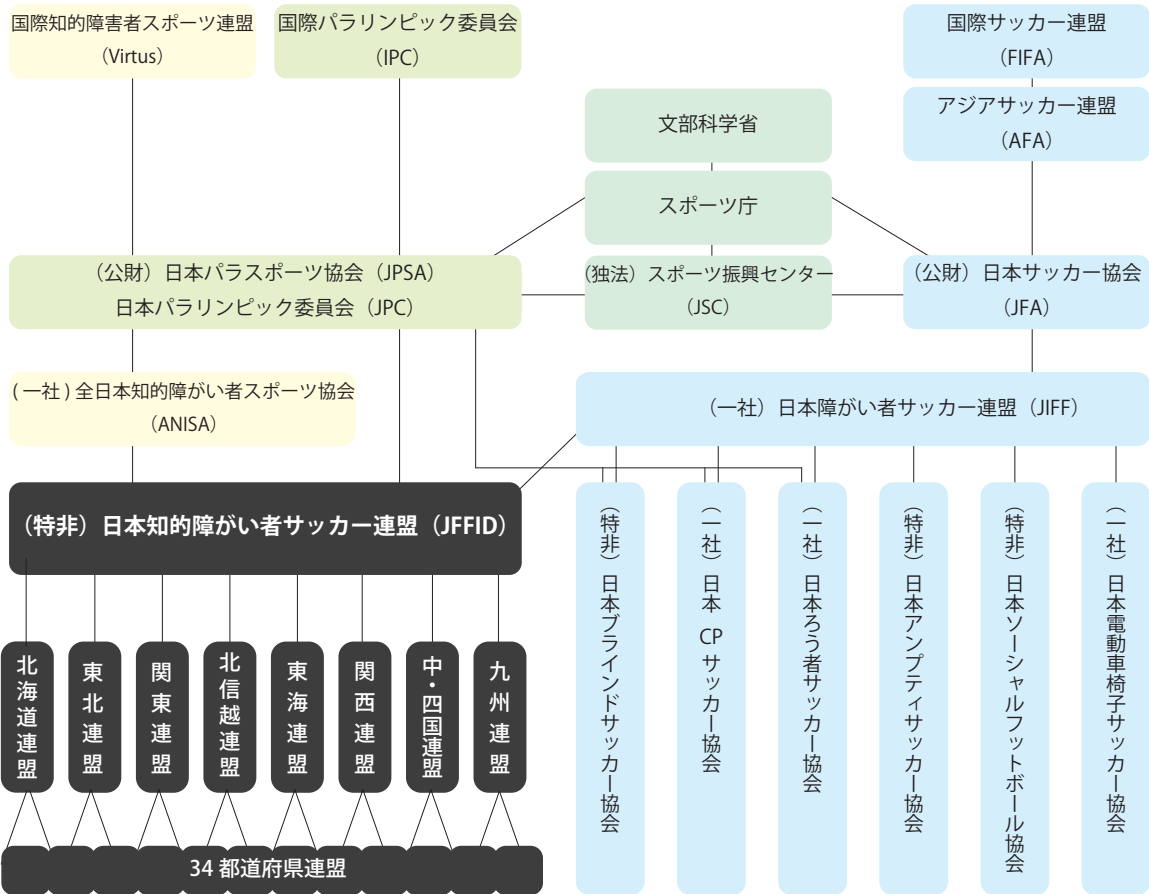 国際知的障害者スポーツ連盟
（Virtus）
国際パラリンピック委員会
（IPC）
国際サッカー連盟
（FIFA）
アジアサッカー連盟
（AFA）
文部科学省
スポーツ庁
（独法）スポーツ振興センター
（JSC）
（公財）日本パラスポーツ協会（JPSA）
日本パラリンピック委員会（JPC）
（公財）日本サッカー協会
（JFA）
( 一社 ) 全日本知的障がい者スポーツ協会
（ANISA）
（一社）日本障がい者サッカー連盟（JIFF）
（特非）日本知的障がい者サッカー連盟（JFFID）
（特非）日本ブラインドサッカー協会
（一社）日本 CP サッカー協会
（一社）日本ろう者サッカー協会
（特非）日本アンプティサッカー協会
（特非）日本ソーシャルフットボール協会
（一社）日本電動車椅子サッカー協会
北海道連盟
東北連盟
関東連盟
北信越連盟
東海連盟
関西連盟
中・四国連盟
九州連盟
34 都道府県連盟